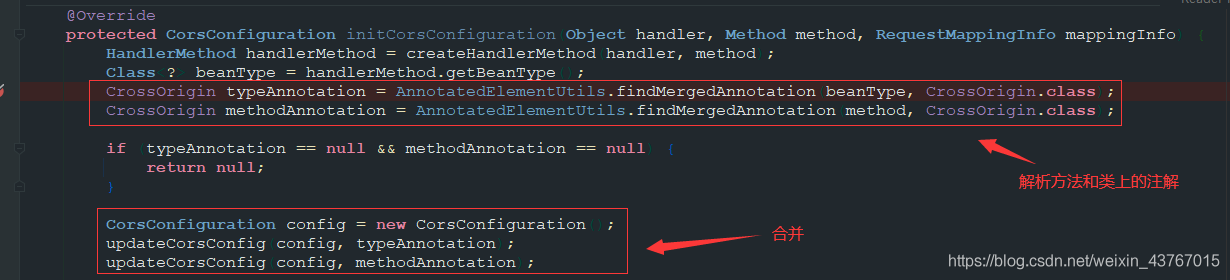 Reader
@Override
protected CorsConfiguration initCorsConfiguration(Object handler, Method method, RequestMappingInfo mappingInfo) {
HandlerMethod handlerMethod = createHandlerMethod(handler, method);
Class<?> beanType = handlerMethod.getBeanType();
CrossOrigin typeAnnotation = AnnotatedElementUtils.findMergedAnnotation(beanType, CrossOrigin.class);
CrossOrigin methodAnnotation = AnnotatedElementUtils.findMergedAnnotation(method, CrossOrigin.class);
if (typeAnnotation == null && methodAnnotation == null) {
return null;
}
解析方法和类上的注解
CorsConfiguration config = new CorsConfiguration();
updateCorsConfig(config, typeAnnotation);
updateCorsConfig(config, methodAnnotation);
合并
https://blog.csdn.net/weixin_43767015